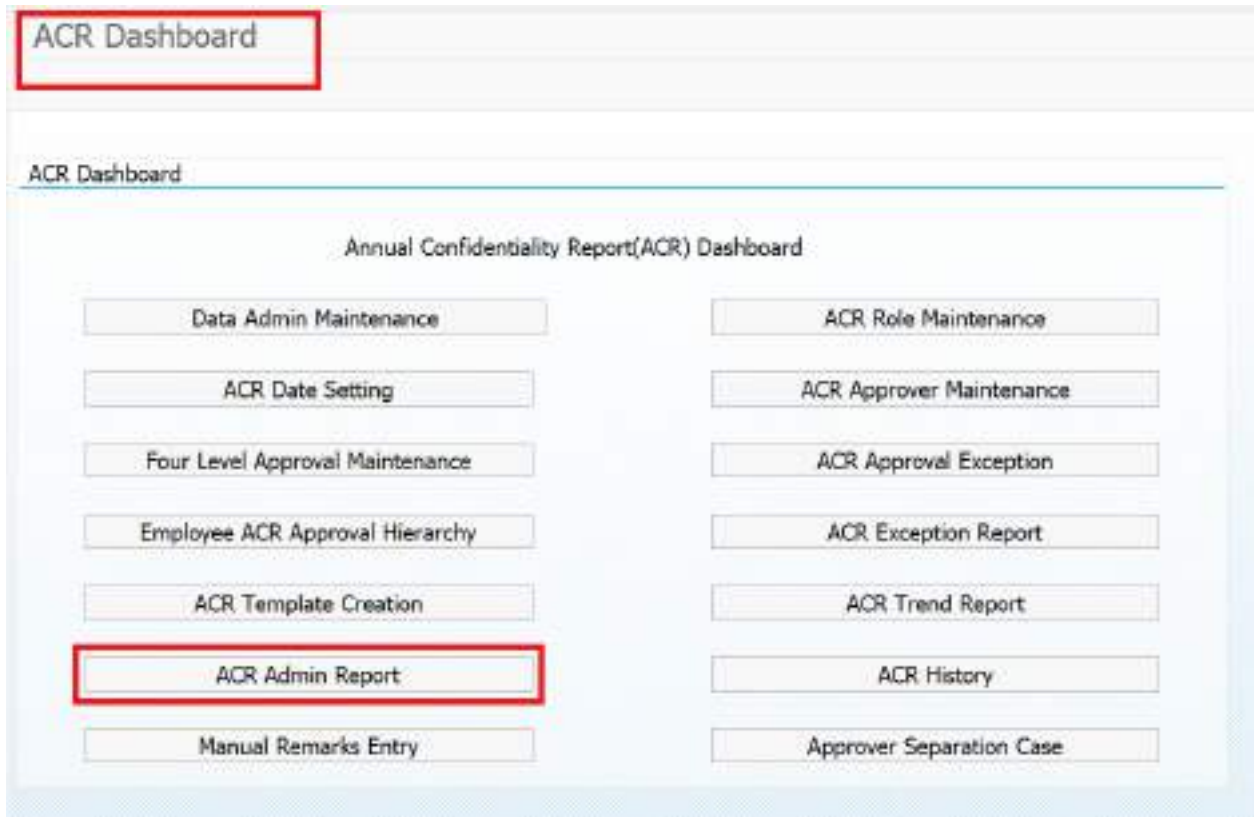 ACR Dashboard
ACR Dashboard
Annual Confidentiality Report(ACR) Dashboard
Data Admin Maintenance
ACR Role Maintenance
ACR Date Setting
ACR Approver Maintenance
Four Level Approval Maintenance
ACR Approval Exception
Employee ACR Approval Hierarchy
ACR Exception Report
ACR Template Creation
ACR Trend Report
ACR Admin Report
ACR History
Manual Remarks Entry
Approver Separation Case